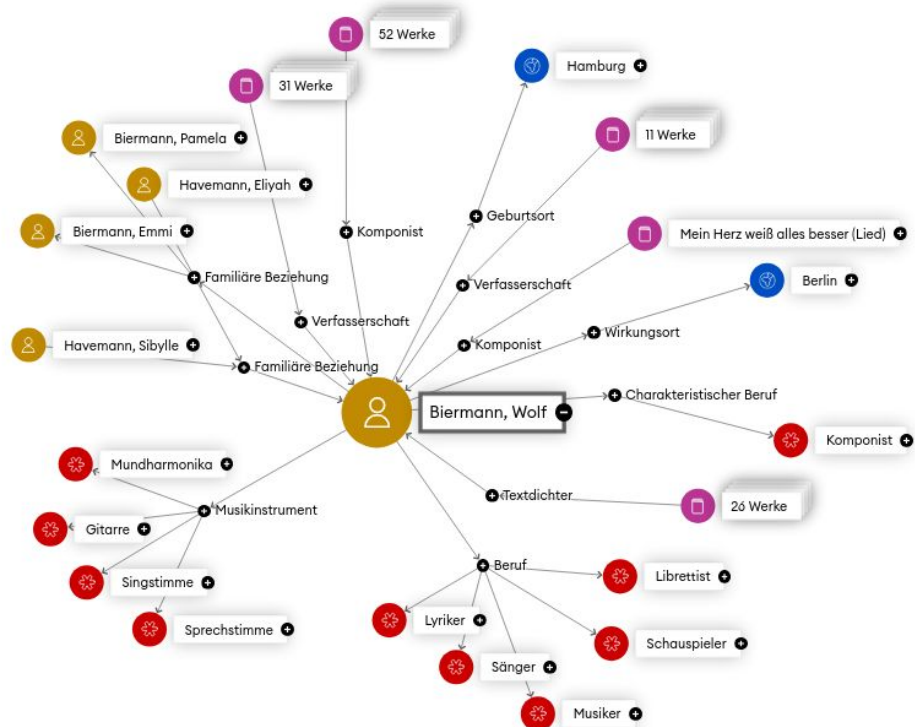 52 Werke
Hamburg
31 Werke
11 Werke
Biermann, Pamela
Havemann, Eliyah
Geburtsort
Biermann, Emmi
Komponist
Mein Herz weiß alles besser (Lied)
Familiäre Beziehung
Berlin
Verfasserschaft
Verfasserschaft
Wirkungsort
Havemann, Sibylle
Komponist
Familiäre Beziehung
Charakteristischer Beruf
Biermann, Wolf
Komponist
Mundharmonika
Textdichter
26 Werke
Musikinstrument
Gitarre
Beruf
Librettist
Singstimme
Lyriker
Sprechstimme
Schauspieler
Sänger
Musiker